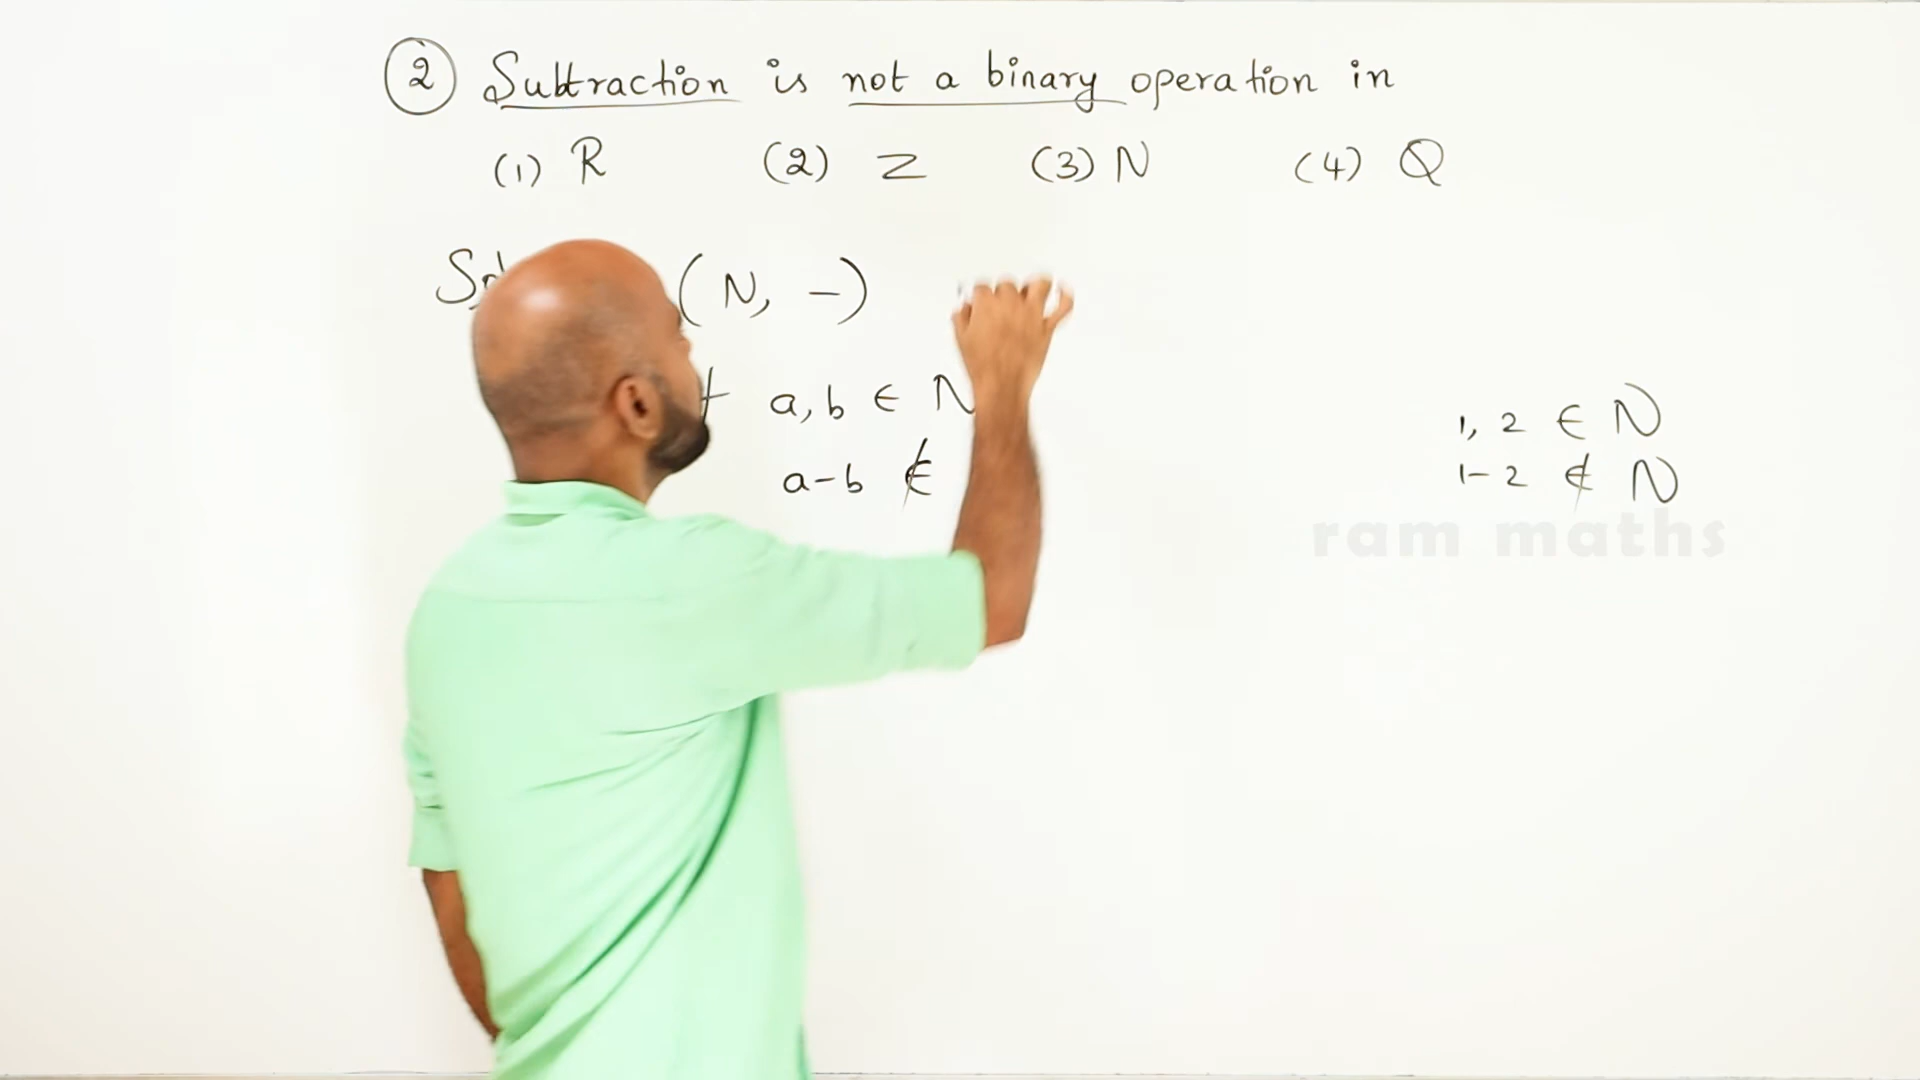 ② Subtraction is not a binary operation in
(1) R (2) Z (3) N (4) Q
(N, -)
a, b ∈ N
a-b ∉
1, 2 ∈ N
1-2 ∉ N
ram maths